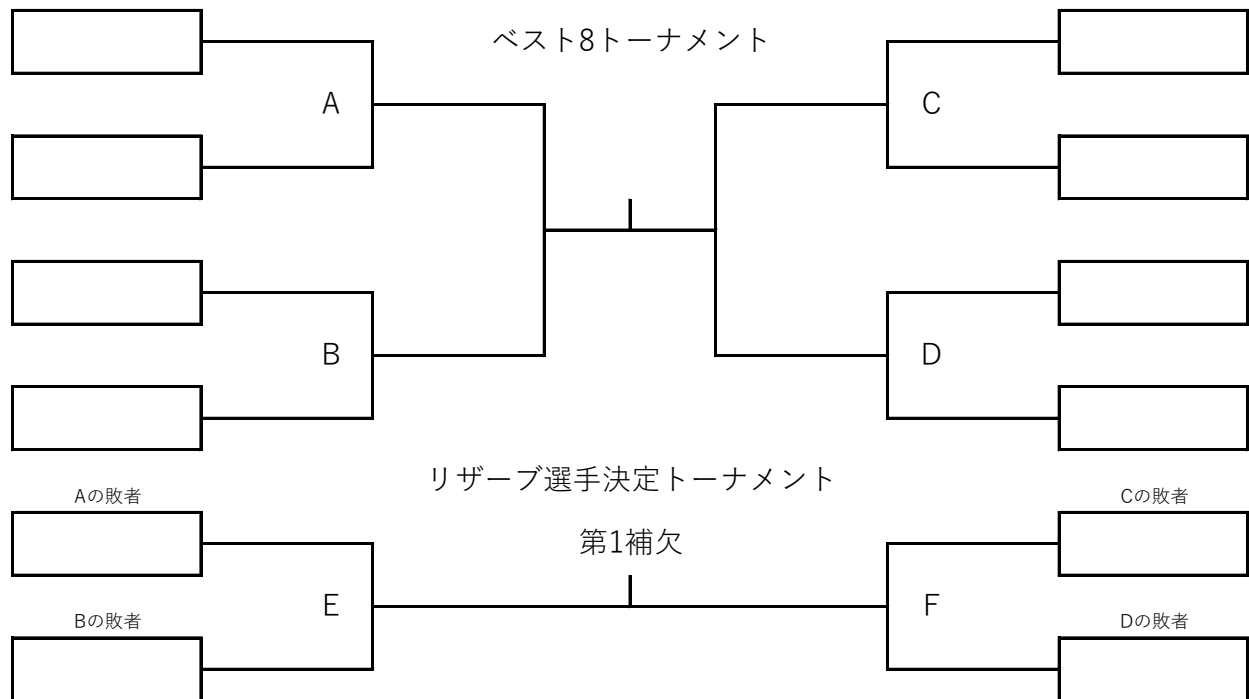 ベスト8トーナメント
A
C
B
D
リザーブ選手決定トーナメント
Aの敗者
Cの敗者
第1補欠
E
F
Bの敗者
Dの敗者